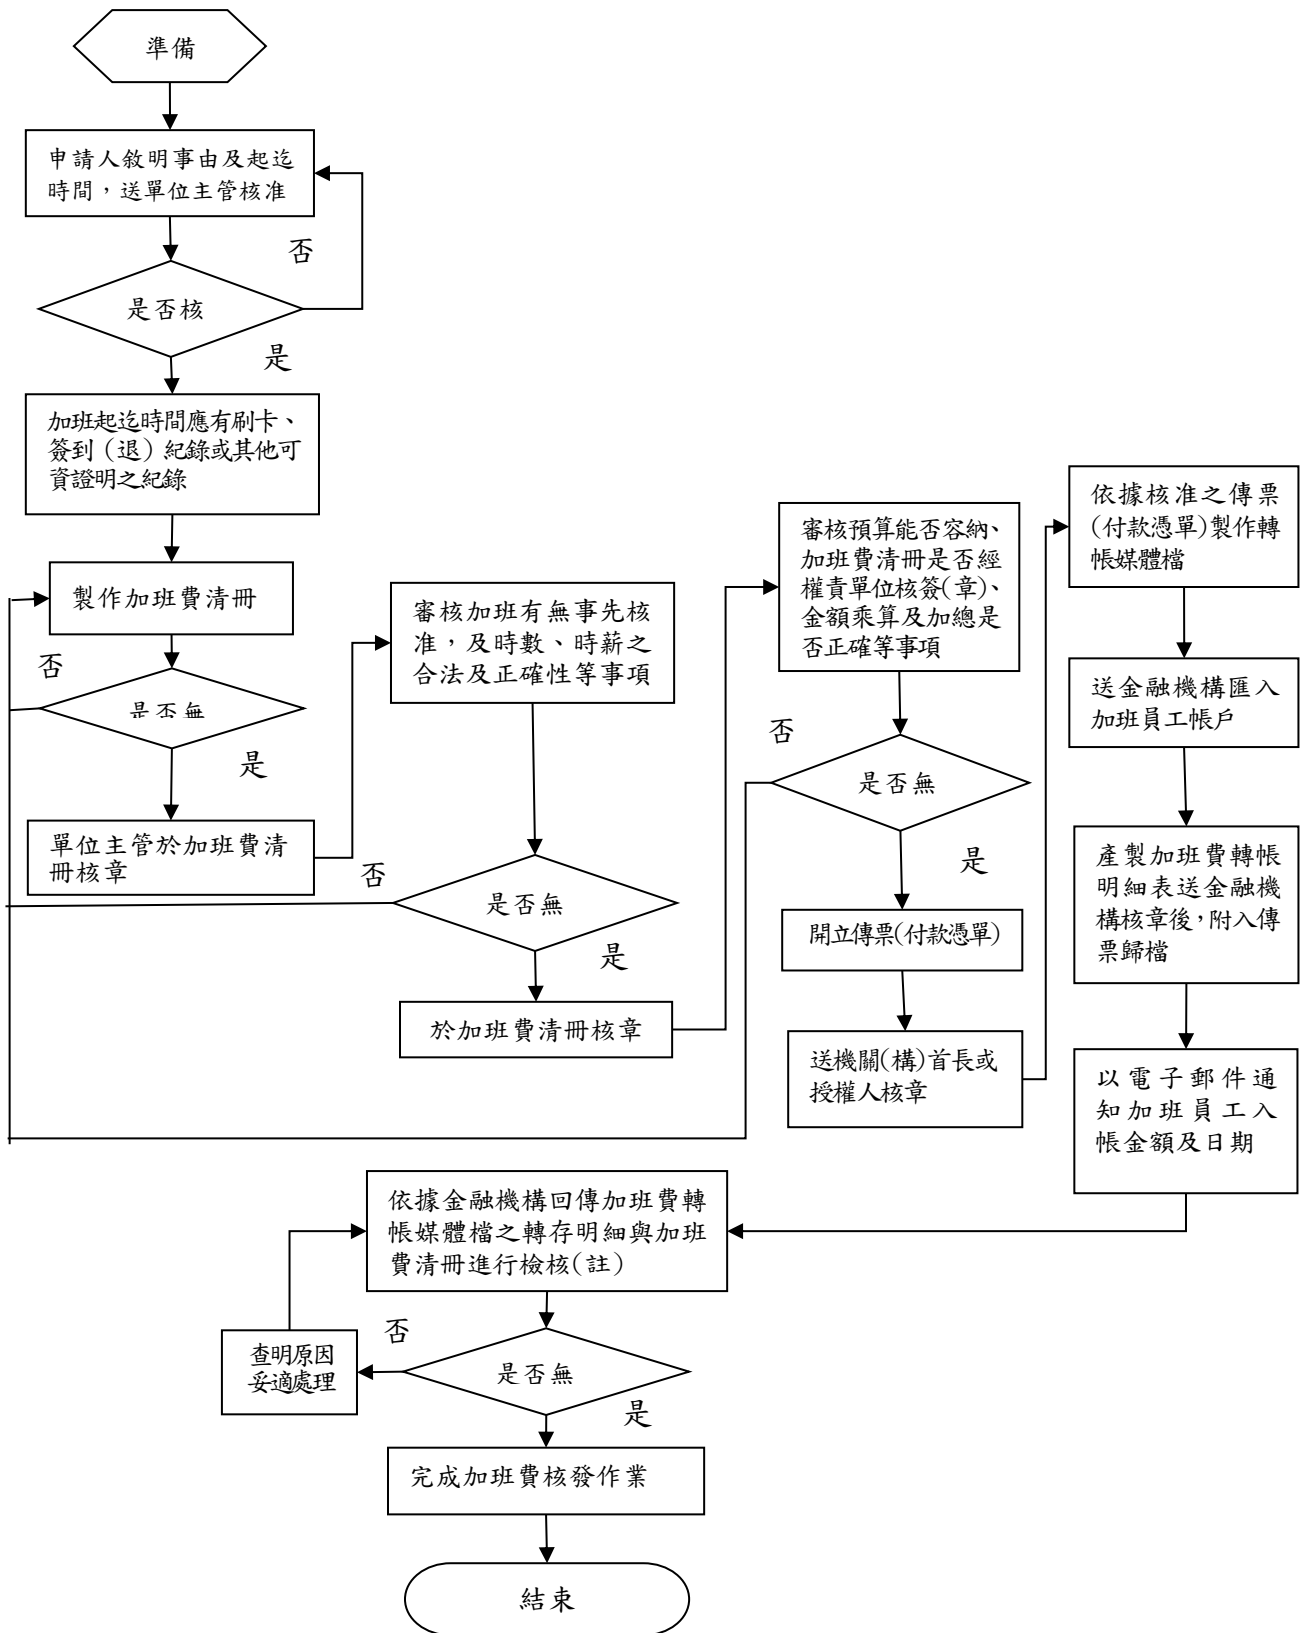 準備
申請人敘明事由及起迄
時間，送單位主管核准
否
是否核
是
加班起迄時間應有刷卡、
簽到（退）紀錄或其他可
資證明之紀錄
製作加班費清冊
否
是否無
是
單位主管於加班費清
冊核章
審核加班有無事先核
准，及時數、時薪之
合法及正確性等事項
否
是否無
是
於加班費清冊核章
審核預算能否容納、
加班費清冊是否經
權責單位核簽(章)、
金額乘算及加總是
否正確等事項
否
是否無
是
開立傳票(付款憑單)
送機關(構)首長或
授權人核章
依據核准之傳票
(付款憑單)製作轉
帳媒體檔
送金融機構匯入
加班員工帳戶
產製加班費轉帳
明細表送金融機
構核章後，附入傳
票歸檔
以電子郵件通
知加班員工入
帳金額及日期
依據金融機構回傳加班費轉
帳媒體檔之轉存明細與加班
費清冊進行檢核(註)
否
查明原因
妥適處理
是否無
是
完成加班費核發作業
結束